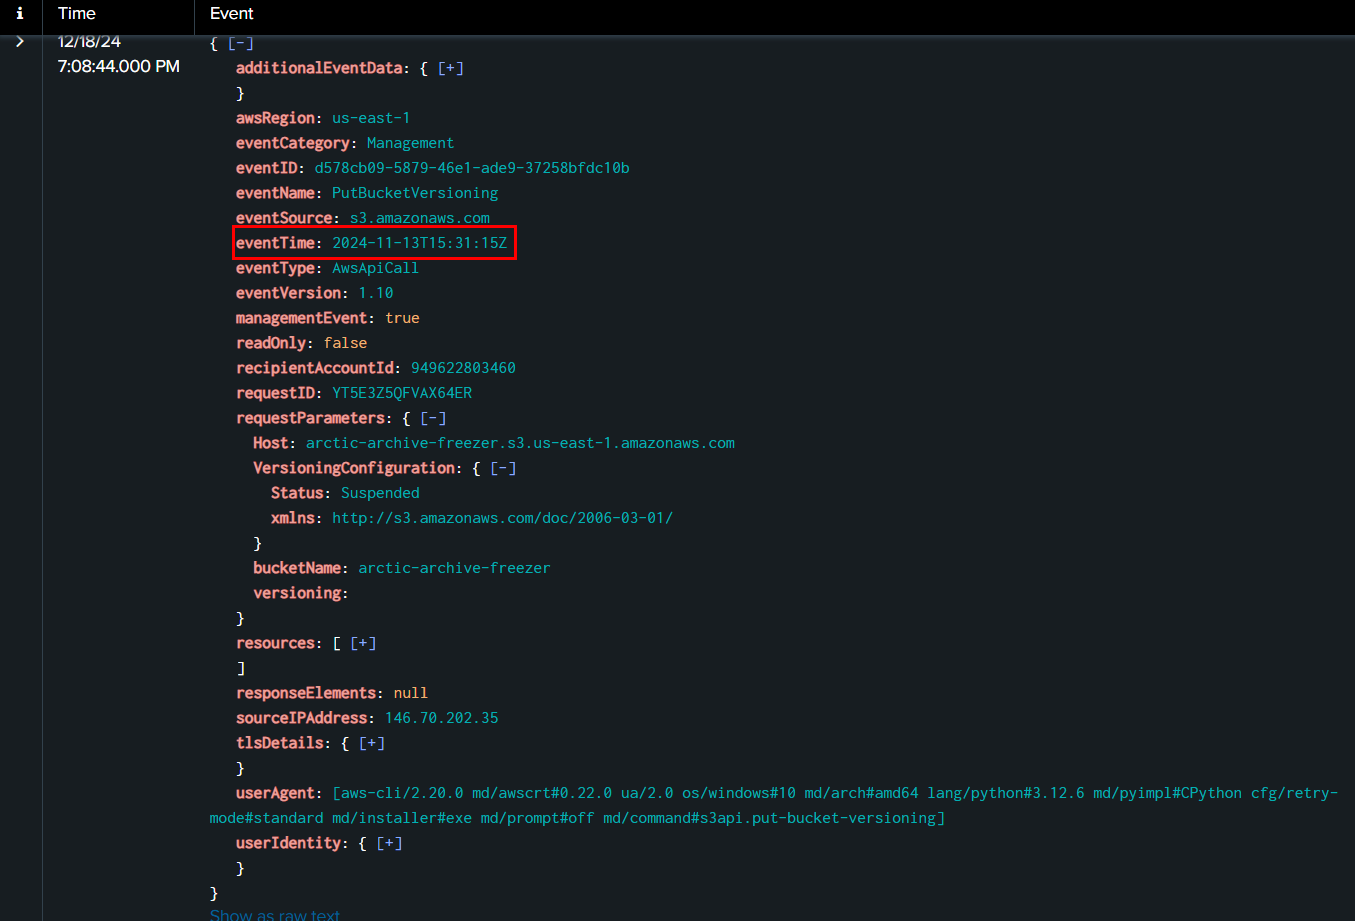 i Time Event
> 12/18/24 { [-]
7:08:44.000 PM additionalEventData: { [+]
}
awsRegion: us-east-1
eventCategory: Management
eventID: d578cb09-5879-46e1-ade9-37258bfdc10b
eventName: PutBucketVersioning
eventSource: s3.amazonaws.com
eventTime: 2024-11-13T15:31:15Z
eventType: AwsApiCall
eventVersion: 1.10
managementEvent: true
readOnly: false
recipientAccountId: 949622803460
requestID: YT5E3Z5QFVAX64ER
requestParameters: { [-]
Host: arctic-archive-freezer.s3.us-east-1.amazonaws.com
VersioningConfiguration: { [-]
Status: Suspended
xmlns: http://s3.amazonaws.com/doc/2006-03-01/
}
bucketName: arctic-archive-freezer
versioning:
}
resources: [ [+]
]
responseElements: null
sourceIPAddress: 146.70.202.35
tlsDetails: { [+]
}
userAgent: [aws-cli/2.20.0 md/awscrt#0.22.0 ua/2.0 os/windows#10 md/arch#amd64 lang/python#3.12.6 md/pyimpl#CPython cfg/retry-
mode#standard md/installer#exe md/prompt#off md/command#s3api.put-bucket-versioning]
userIdentity: { [+]
}
}
Show as raw text